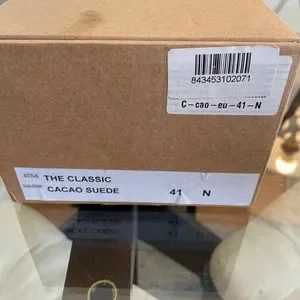 843453102071
C-cao-eu-41-N
STYLE THE CLASSIC
COLOUR CACAO SUEDE 41 N